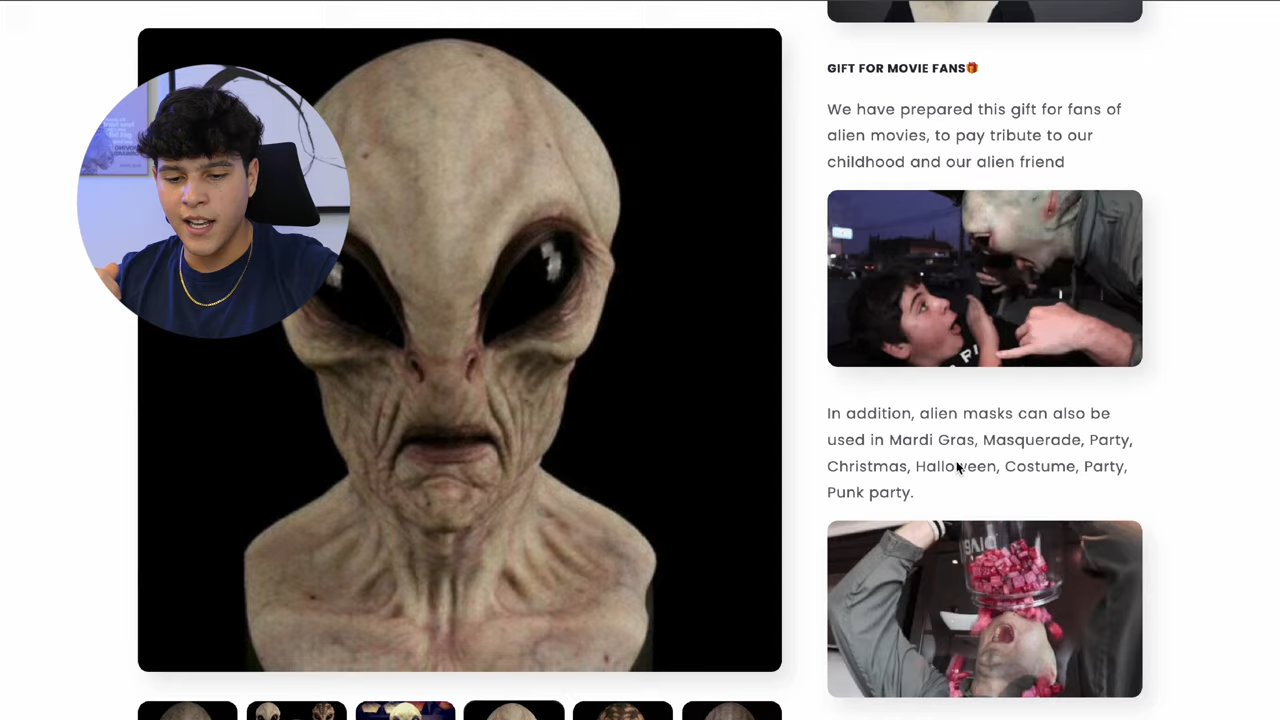 GIFT FOR MOVIE FANS🎁
We have prepared this gift for fans of
alien movies, to pay tribute to our
childhood and our alien friend
In addition, alien masks can also be
used in Mardi Gras, Masquerade, Party,
Christmas, Halloween, Costume, Party,
Punk party.